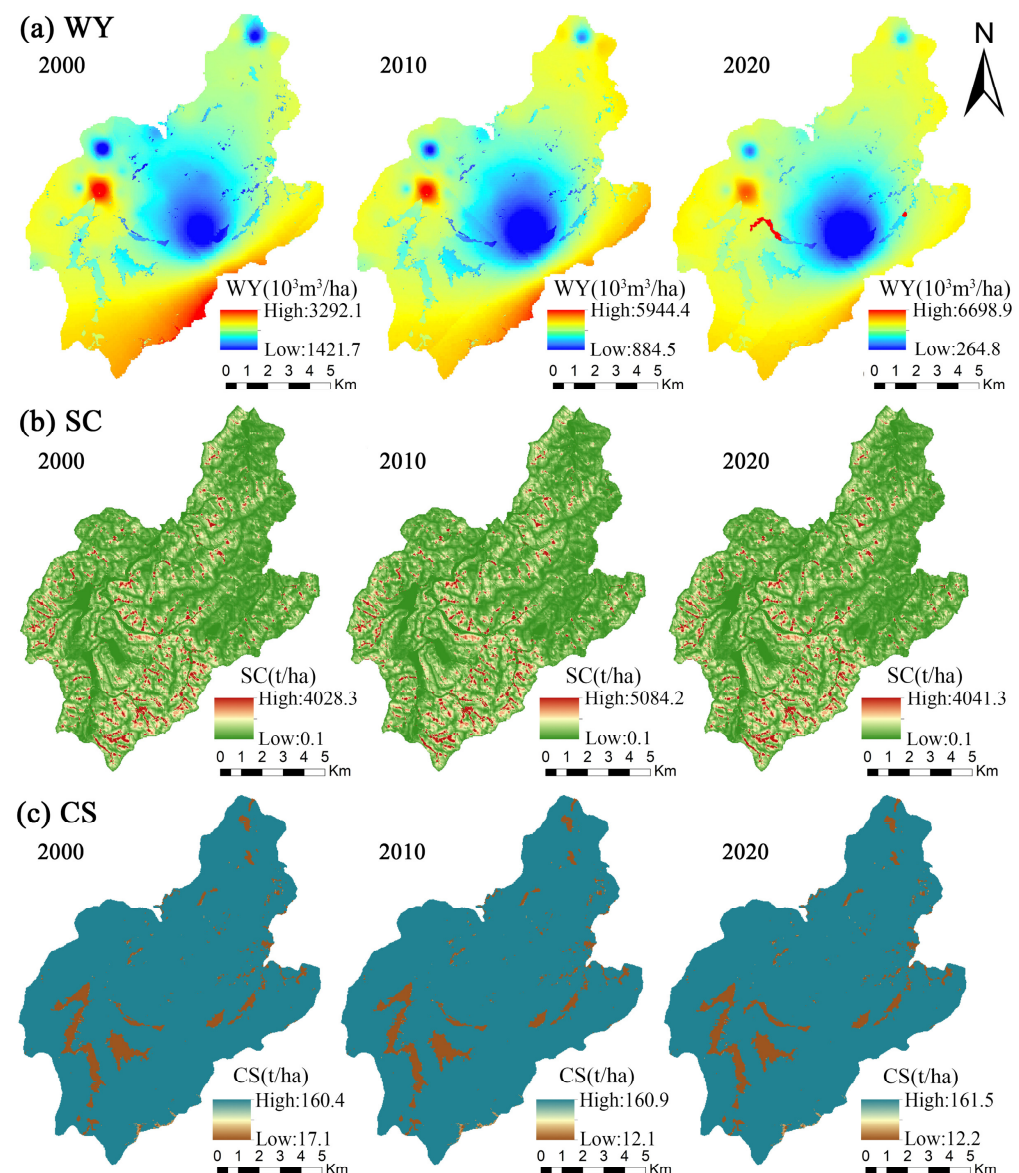 (a) WY
N
2000
2010
2020
WY(10³m³/ha)
High:3292.1
Low:1421.7
0 1 2 3 4 5 Km
WY(10³m³/ha)
High:5944.4
Low:884.5
0 1 2 3 4 5 Km
WY(10³m³/ha)
High:6698.9
Low:264.8
0 1 2 3 4 5 Km
(b) SC
2000
2010
2020
SC(t/ha)
High:4028.3
Low:0.1
0 1 2 3 4 5 Km
SC(t/ha)
High:5084.2
Low:0.1
0 1 2 3 4 5 Km
SC(t/ha)
High:4041.3
Low:0.1
0 1 2 3 4 5 Km
(c) CS
2000
2010
2020
CS(t/ha)
High:160.4
Low:17.1
0 1 2 3 4 5 Km
CS(t/ha)
High:160.9
Low:12.1
0 1 2 3 4 5 Km
CS(t/ha)
High:161.5
Low:12.2
0 1 2 3 4 5 Km